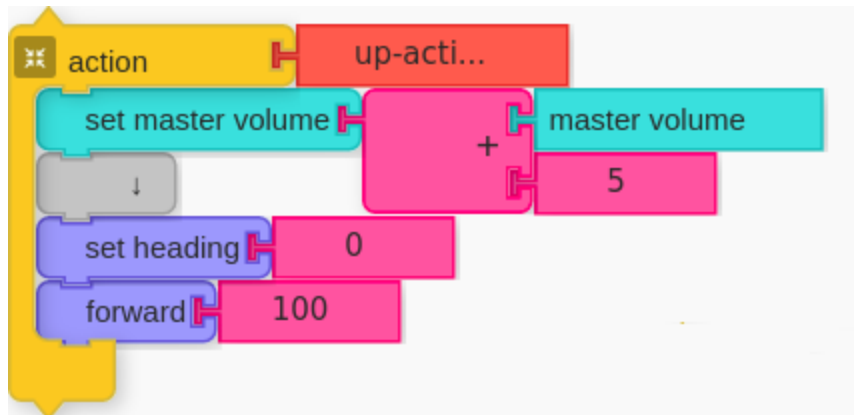 action up-acti...
set master volume + master volume
5
↓
set heading 0
forward 100